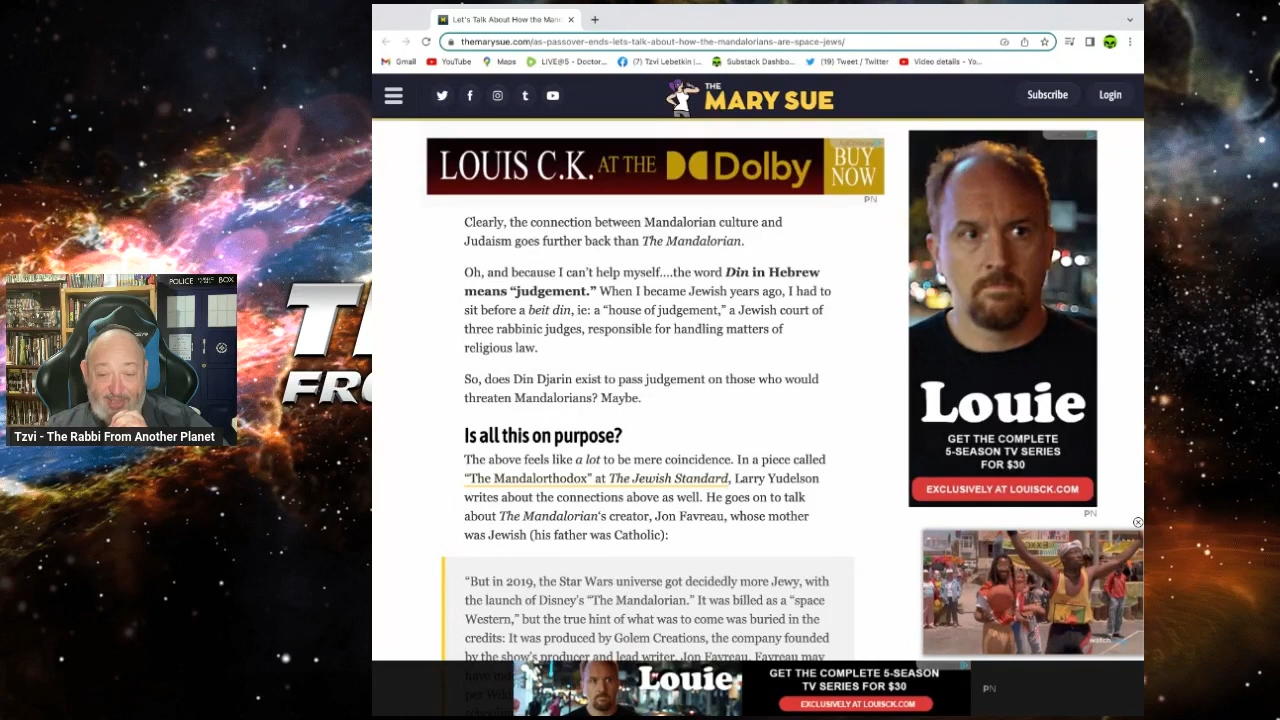 Let's Talk About How the Man
themarysue.com/as-passover-ends-lets-talk-about-how-the-mandalorians-are-space-jews/
Gmail
YouTube
Maps
LIVE@5 - Doctor...
(7) Tzvi Lebetkin |...
Substack Dashbo...
(19) Tweet / Twitter
Video details - Yo...
THE
MARY SUE
Subscribe
Login
LOUIS C.K. AT THE Dolby
BUY
NOW
PN
Clearly, the connection between Mandalorian culture and
Judaism goes further back than The Mandalorian.
Oh, and because I can't help myself....the word Din in Hebrew
means “judgement.” When I became Jewish years ago, I had to
sit before a beit din, ie: a “house of judgement,” a Jewish court of
three rabbinic judges, responsible for handling matters of
religious law.
So, does Din Djarin exist to pass judgement on those who would
threaten Mandalorians? Maybe.
Is all this on purpose?
The above feels like a lot to be mere coincidence. In a piece called
“The Mandalorthodox” at The Jewish Standard, Larry Yudelson
writes about the connections above as well. He goes on to talk
about The Mandalorian‘s creator, Jon Favreau, whose mother
was Jewish (his father was Catholic):
“But in 2019, the Star Wars universe got decidedly more Jewy, with
the launch of Disney's “The Mandalorian.” It was billed as a “space
Western,” but the true hint of what was to come was buried in the
credits: It was produced by Golem Creations, the company founded
by the show's producer and lead writer, Jon Favreau. Favreau may
have
per
Louie
GET THE COMPLETE
5-SEASON TV SERIES
FOR $30
EXCLUSIVELY AT LOUISCK.COM
PN
watch
Louie
GET THE COMPLETE 5-SEASON
TV SERIES FOR $30
EXCLUSIVELY AT LOUISCK.COM
PN
POLICE
BOX
Tzvi - The Rabbi From Another Planet
T
FRO